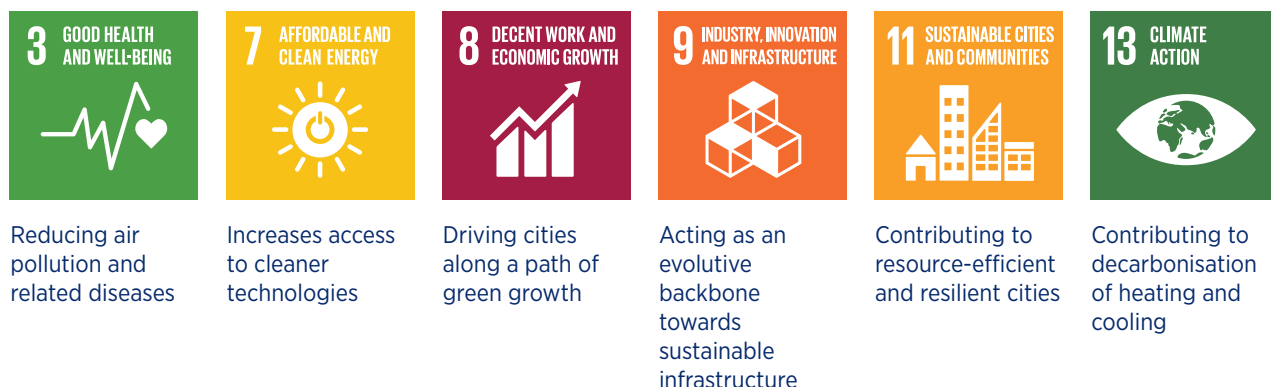 3 GOOD HEALTH
AND WELL-BEING
Reducing air
pollution and
related diseases
7 AFFORDABLE AND
CLEAN ENERGY
Increases access
to cleaner
technologies
8 DECENT WORK AND
ECONOMIC GROWTH
Driving cities
along a path of
green growth
9 INDUSTRY, INNOVATION
AND INFRASTRUCTURE
Acting as an
evolutive
backbone
towards
sustainable
infrastructure
11 SUSTAINABLE CITIES
AND COMMUNITIES
Contributing to
resource-efficient
and resilient cities
13 CLIMATE
ACTION
Contributing to
decarbonisation
of heating and
cooling